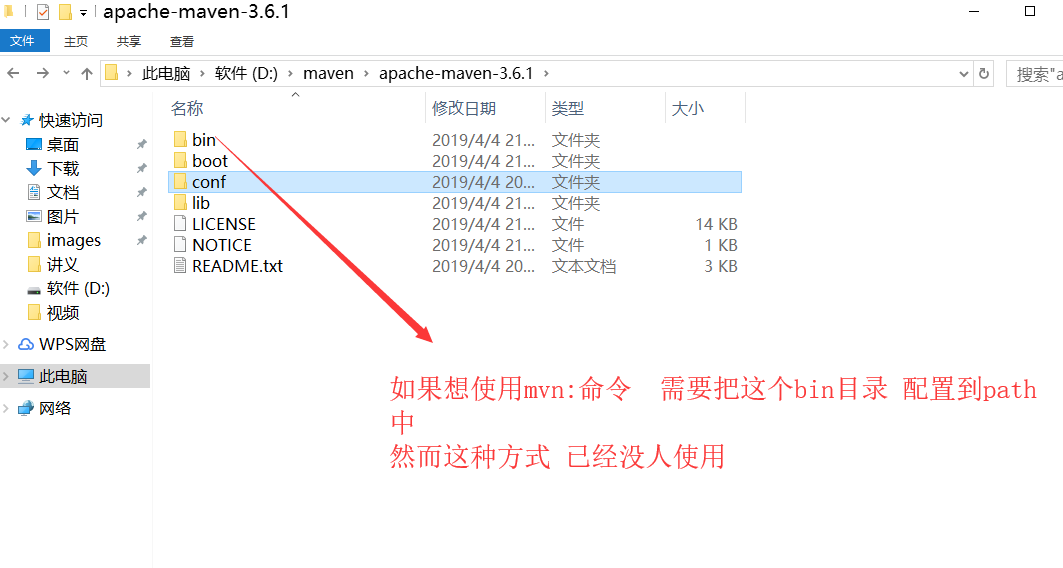 apache-maven-3.6.1
文件 主页 共享 查看
此电脑 软件 (D:) maven apache-maven-3.6.1
搜索"a
名称 修改日期 类型 大小
快速访问
桌面
下载
文档
图片
images
讲义
软件 (D:)
视频
WPS网盘
此电脑
网络
bin 2019/4/4 21... 文件夹
boot 2019/4/4 21... 文件夹
conf 2019/4/4 20... 文件夹
lib 2019/4/4 21... 文件夹
LICENSE 2019/4/4 21... 文件 14 KB
NOTICE 2019/4/4 21... 文件 1 KB
README.txt 2019/4/4 20... 文本文档 3 KB
如果想使用mvn:命令 需要把这个bin目录 配置到path
中
然而这种方式 已经没人使用